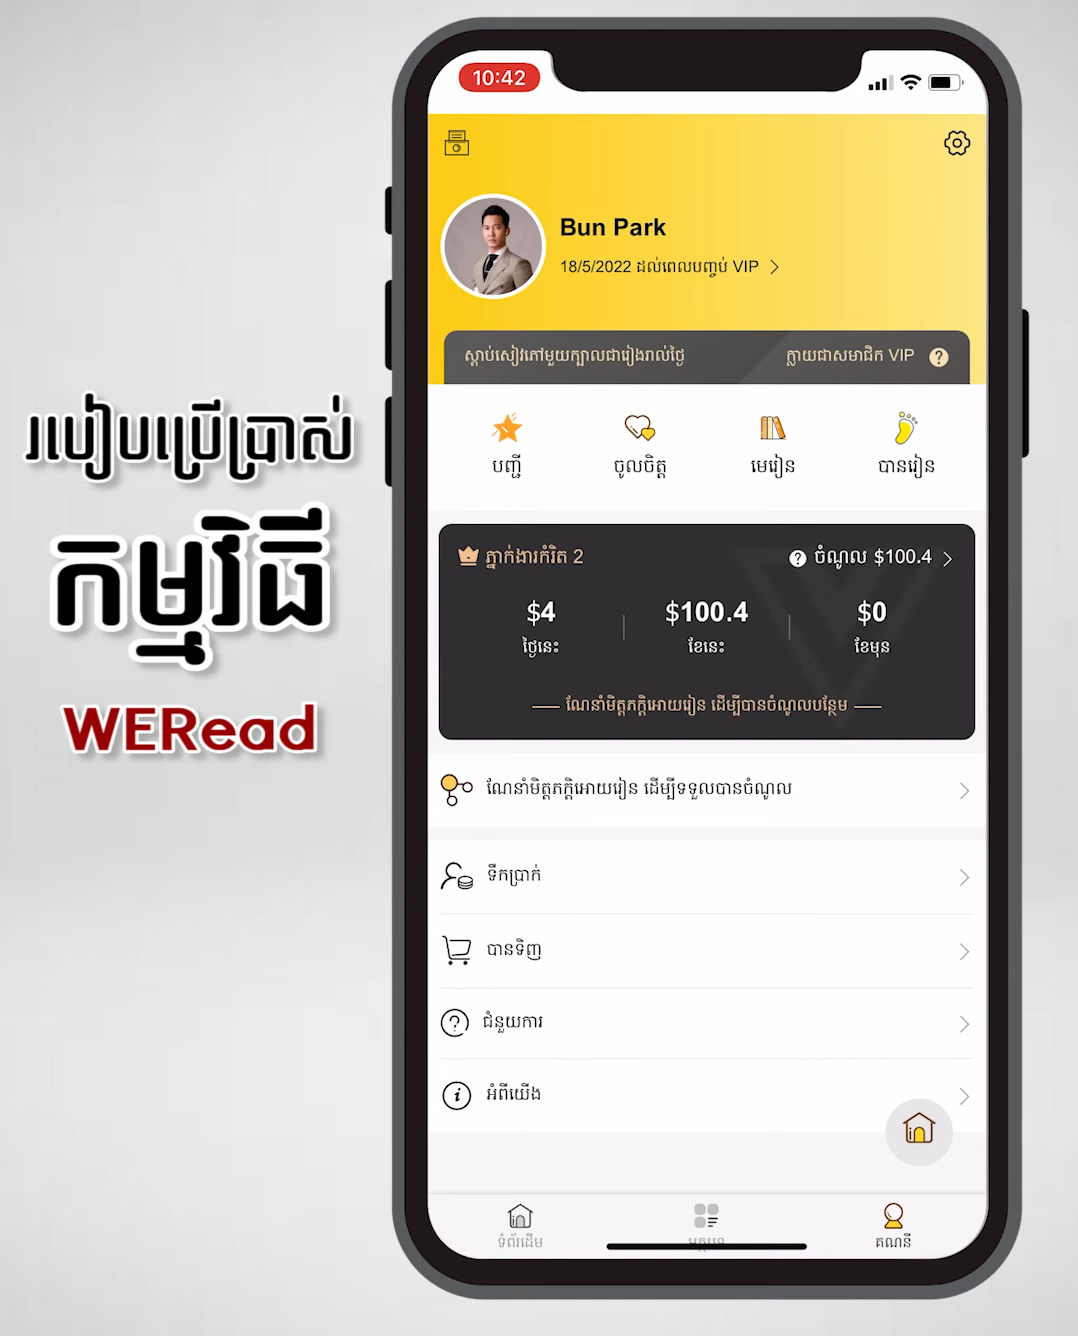 របៀបប្រើប្រាស់
កម្មវិធី
WERead
10:42
Bun Park
18/5/2022 ដល់ពេលបញ្ចប់ VIP
ស្តាប់សៀវភៅមួយក្បាលជារៀងរាល់ថ្ងៃ
ក្លាយជាសមាជិក VIP
បញ្ជី
ចូលចិត្ត
មេរៀន
បានរៀន
ភ្នាក់ងារកំរិត 2
ចំណូល $100.4
$4
$100.4
$0
ថ្ងៃនេះ
ខែនេះ
ខែមុន
ណែនាំមិត្តភក្តិអោយរៀន ដើម្បីបានចំណូលបន្ថែម
ណែនាំមិត្តភក្តិអោយរៀន ដើម្បីទទួលបានចំណូល
ទឹកប្រាក់
បានទិញ
ជំនួយការ
អំពីយើង
ទំព័រដើម
គណនី